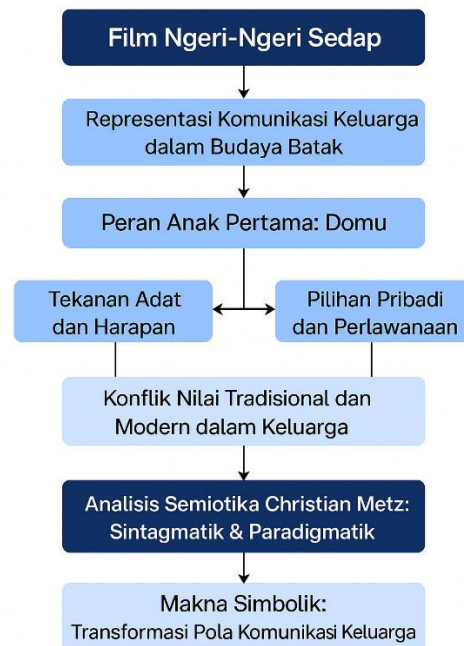 Film Ngeri-Ngeri Sedap
Representasi Komunikasi Keluarga
dalam Budaya Batak
Peran Anak Pertama: Domu
Tekanan Adat
dan Harapan
Pilihan Pribadi
dan Perlawanaan
Konflik Nilai Tradisional dan
Modern dalam Keluarga
Analisis Semiotika Christian Metz:
Sintagmatik & Paradigmatik
Makna Simbolik:
Transformasi Pola Komunikasi Keluarga